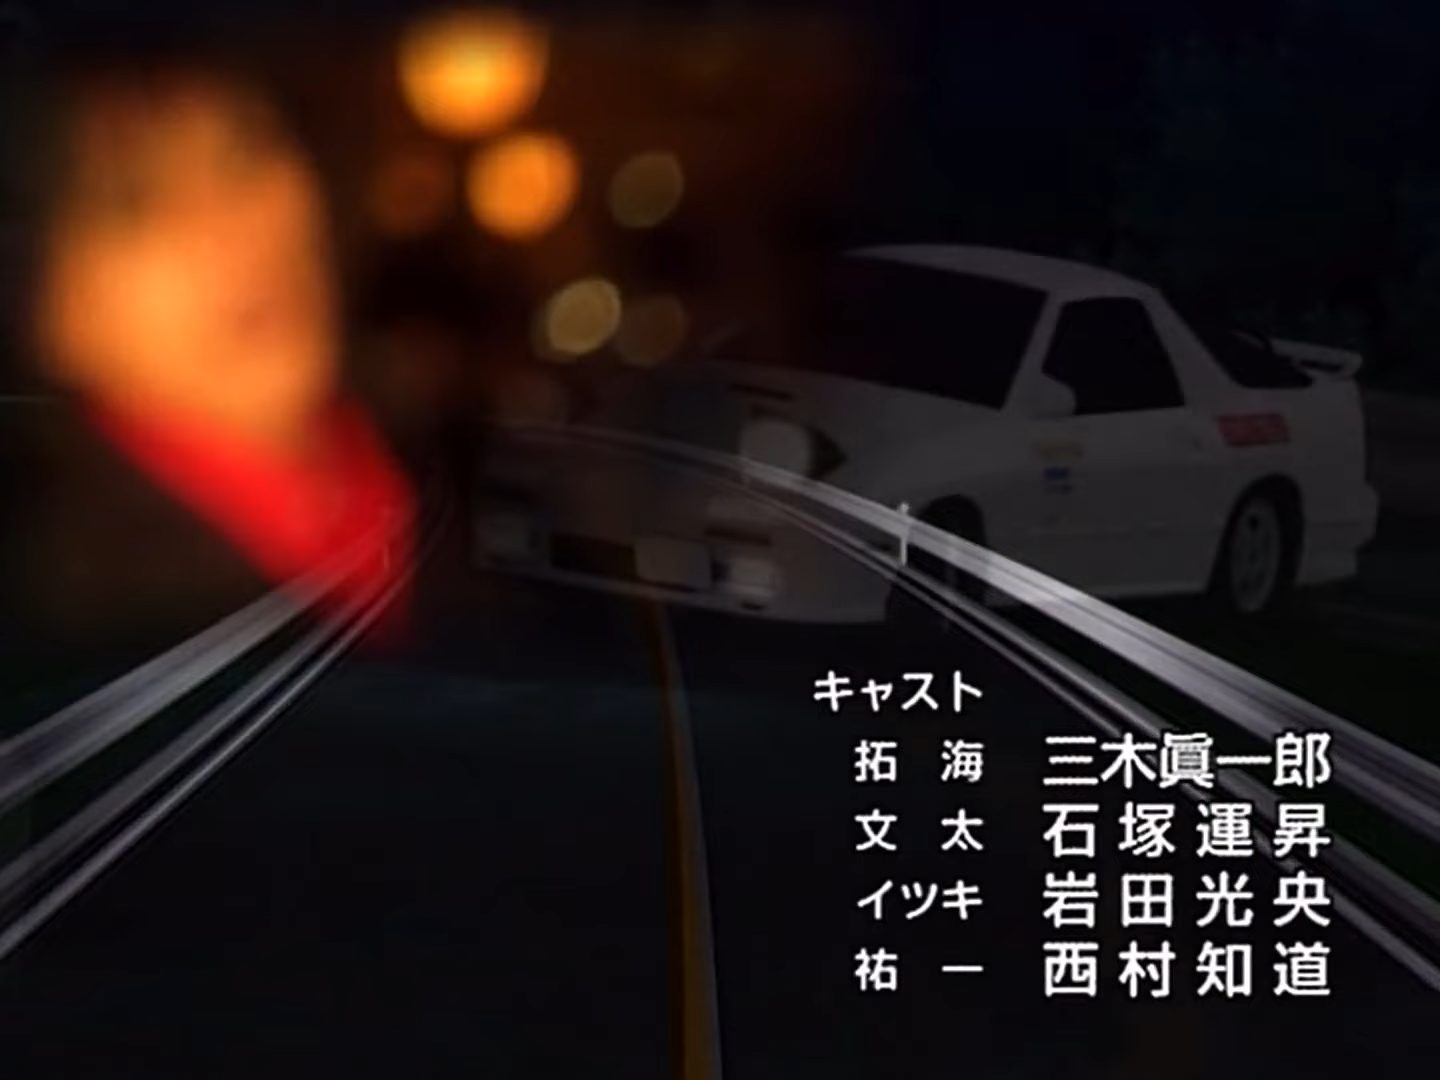 キャスト
拓海 三木眞一郎
文太 石塚運昇
イツキ 岩田光央
祐一 西村知道